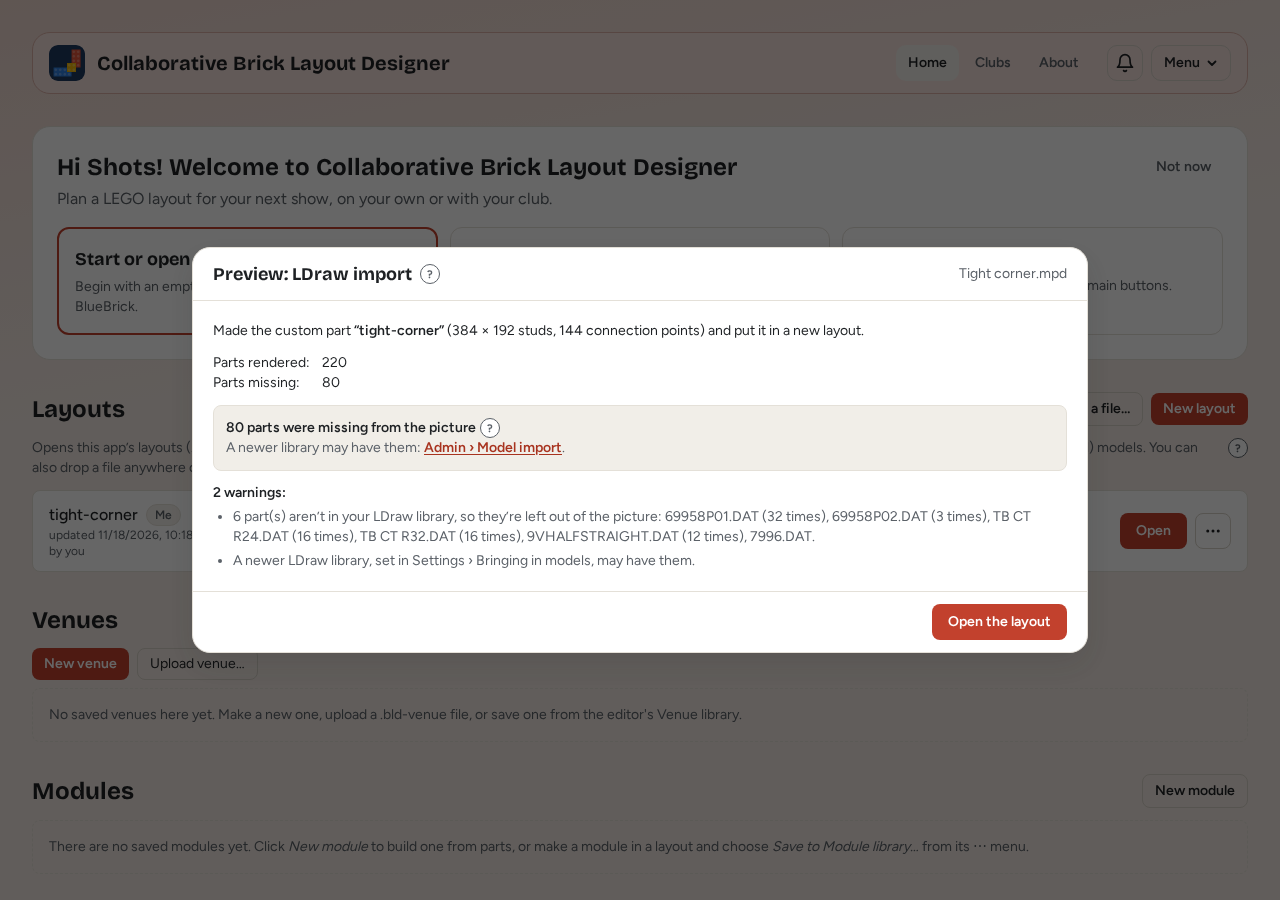 Collaborative Brick Layout Designer
Home
Clubs
About
Menu
Hi Shots! Welcome to Collaborative Brick Layout Designer
Not now
Plan a LEGO layout for your next show, on your own or with your club.
Start or open
Begin with an empt
BlueBrick.
main buttons.
Preview: LDraw import ?
Tight corner.mpd
Made the custom part “tight-corner” (384 × 192 studs, 144 connection points) and put it in a new layout.
Parts rendered: 220
Parts missing: 80
80 parts were missing from the picture ?
A newer library may have them: Admin › Model import.
2 warnings:
• 6 part(s) aren’t in your LDraw library, so they’re left out of the picture: 69958P01.DAT (32 times), 69958P02.DAT (3 times), TB CT
R24.DAT (16 times), TB CT R32.DAT (16 times), 9VHALFSTRAIGHT.DAT (12 times), 7996.DAT.
• A newer LDraw library, set in Settings › Bringing in models, may have them.
Open the layout
Layouts
a file...
New layout
Opens this app’s layouts (
) models. You can
?
also drop a file anywhere
tight-corner
Me
updated 11/18/2026, 10:18
by you
Open
⋯
Venues
New venue
Upload venue...
No saved venues here yet. Make a new one, upload a .bld-venue file, or save one from the editor's Venue library.
Modules
New module
There are no saved modules yet. Click New module to build one from parts, or make a module in a layout and choose Save to Module library... from its ⋯ menu.